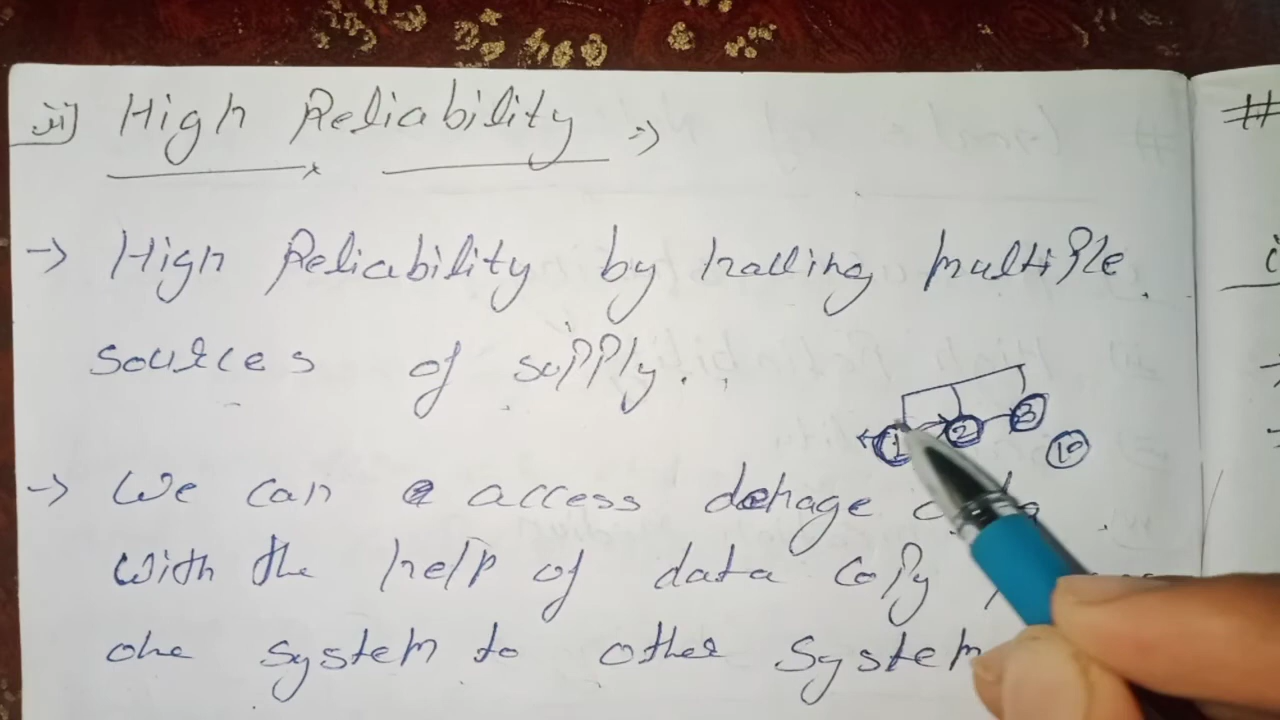 iii) High Reliability :->
-> High Reliability by halling multiple
sources of supply.
1 2 3 10
-> We can access damage
with the help of data copy
one system to other System
#